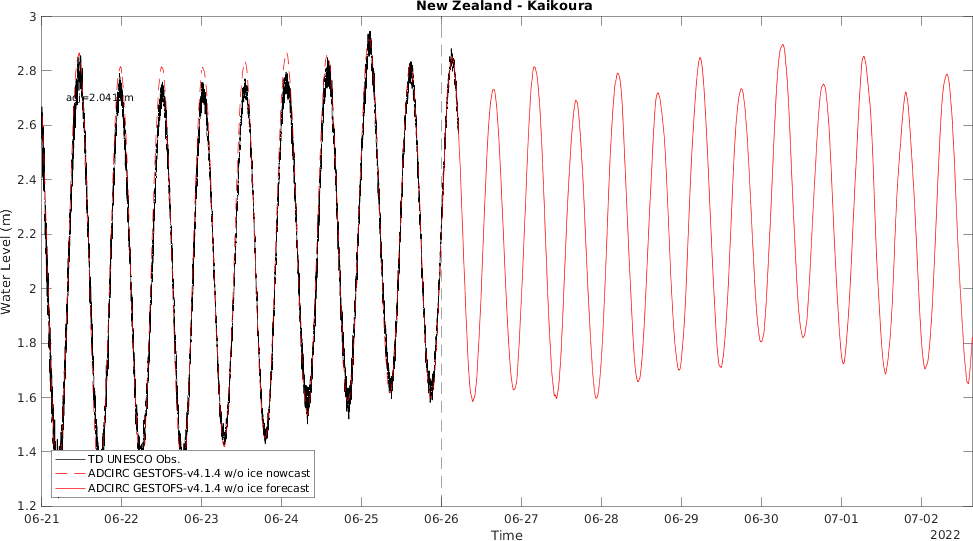 New Zealand - Kaikoura
3
2.8
2.6
2.4
2.2
2
1.8
1.6
1.4
1.2
Water Level (m)
TD UNESCO Obs.
ADCIRC GESTOFS-v4.1.4 w/o ice nowcast
ADCIRC GESTOFS-v4.1.4 w/o ice forecast
06-21 06-22 06-23 06-24 06-25 06-26 06-27 06-28 06-29 06-30 07-01 07-02
Time
2022